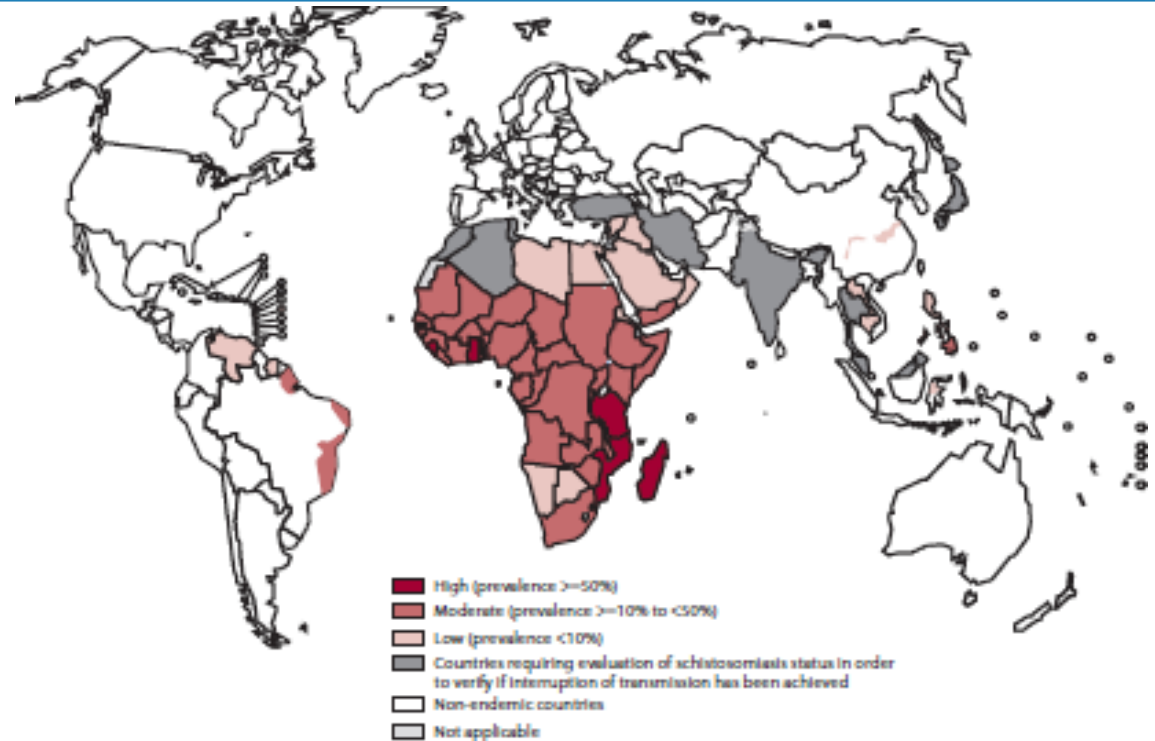 High (prevalence >=50%)
Moderate (prevalence >=10% to <50%)
Low (prevalence <10%)
Countries requiring evaluation of schistosomiasis status in order
to verify if interruption of transmission has been achieved
Non-endemic countries
Not applicable